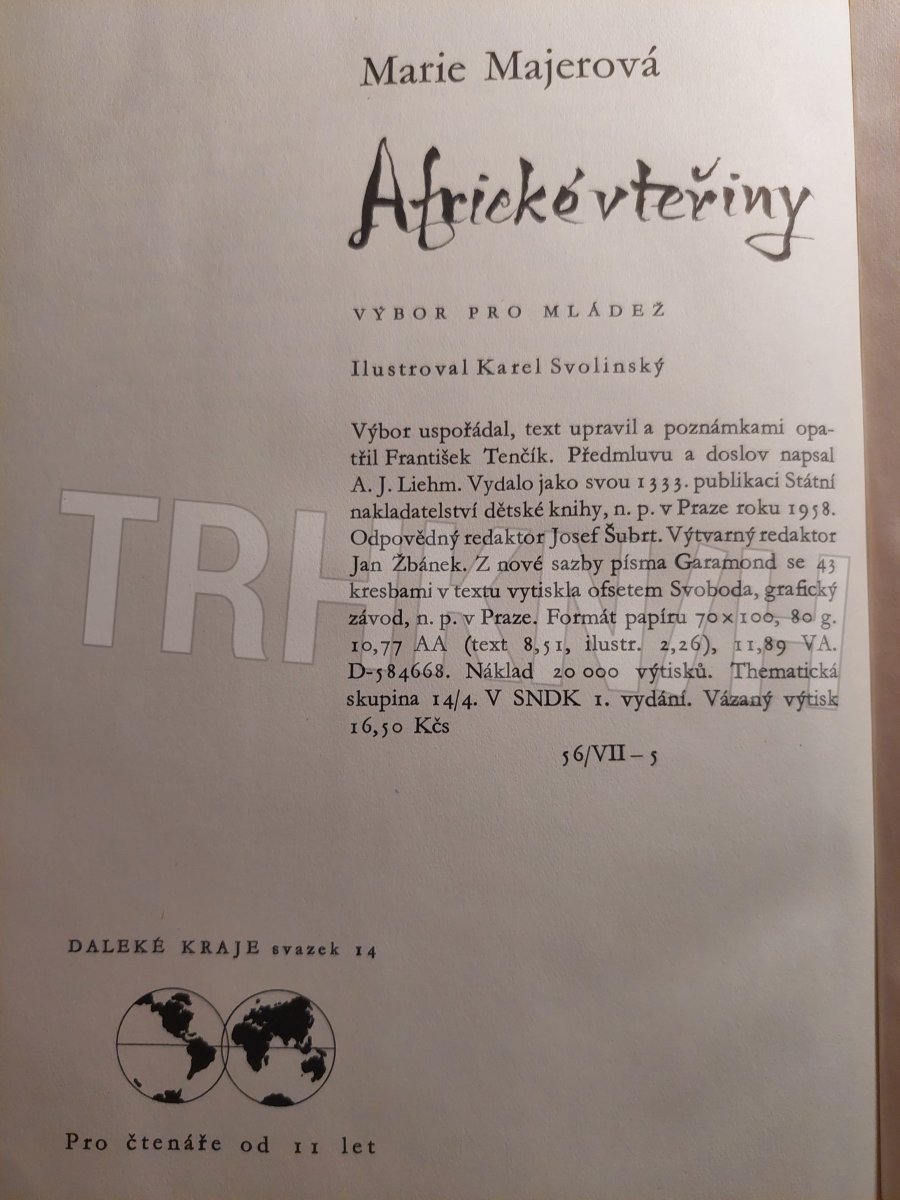 Marie Majerová
Africké vteřiny
VÝBOR PRO MLÁDEŽ
Ilustroval Karel Svolinský
Výbor uspořádal, text upravil a poznámkami opa-
třil František Tenčík. Předmluvu a doslov napsal
A. J. Liehm. Vydalo jako svou 1333. publikaci Státní
nakladatelství dětské knihy, n. p. v Praze roku 1958.
Odpovědný redaktor Josef Šubrt. Výtvarný redaktor
Jan Žbánek. Z nové sazby písma Garamond se 43
kresbami v textu vytiskla ofsetem Svoboda, grafický
závod, n. p. v Praze. Formát papíru 70×100, 80 g.
10,77 AA (text 8,51, ilustr. 2,26), 11,89 VA.
D-584668. Náklad 20 000 výtisků. Thematická
skupina 14/4. V SNDK 1. vydání. Vázaný výtisk
16,50 Kčs
56/VII – 5
TRHKNIH
DALEKÉ KRAJE svazek 14
Pro čtenáře od 11 let